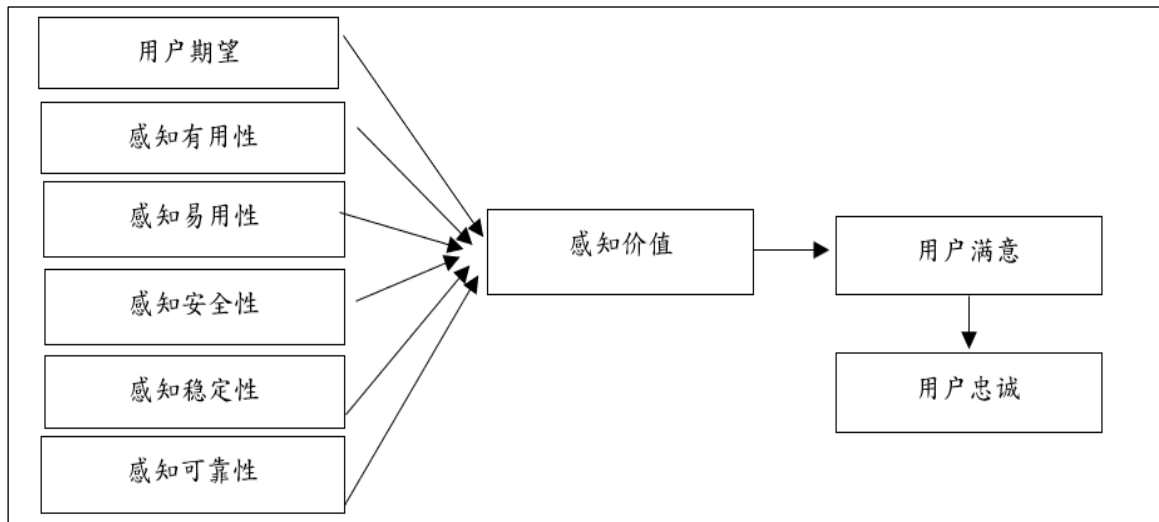 用户期望
感知有用性
感知易用性
感知安全性
感知稳定性
感知可靠性
感知价值
用户满意
用户忠诚